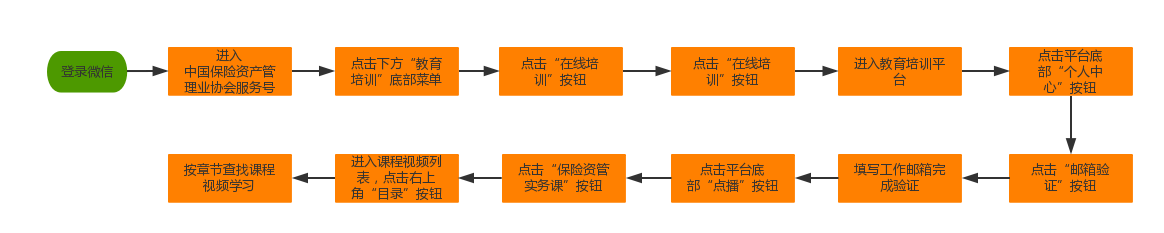 登录微信
进入
中国保险资产管
理业协会服务号
点击下方“教育
培训”底部菜单
点击“在线培
训”按钮
点击“在线培
训”按钮
进入教育培训平
台
点击平台底
部“个人中
心”按钮
点击“邮箱验
证”按钮
填写工作邮箱完
成验证
点击平台底
部“点播”按钮
点击“保险资管
实务课”按钮
进入课程视频列
表，点击右上
角“目录”按钮
按章节查找课程
视频学习